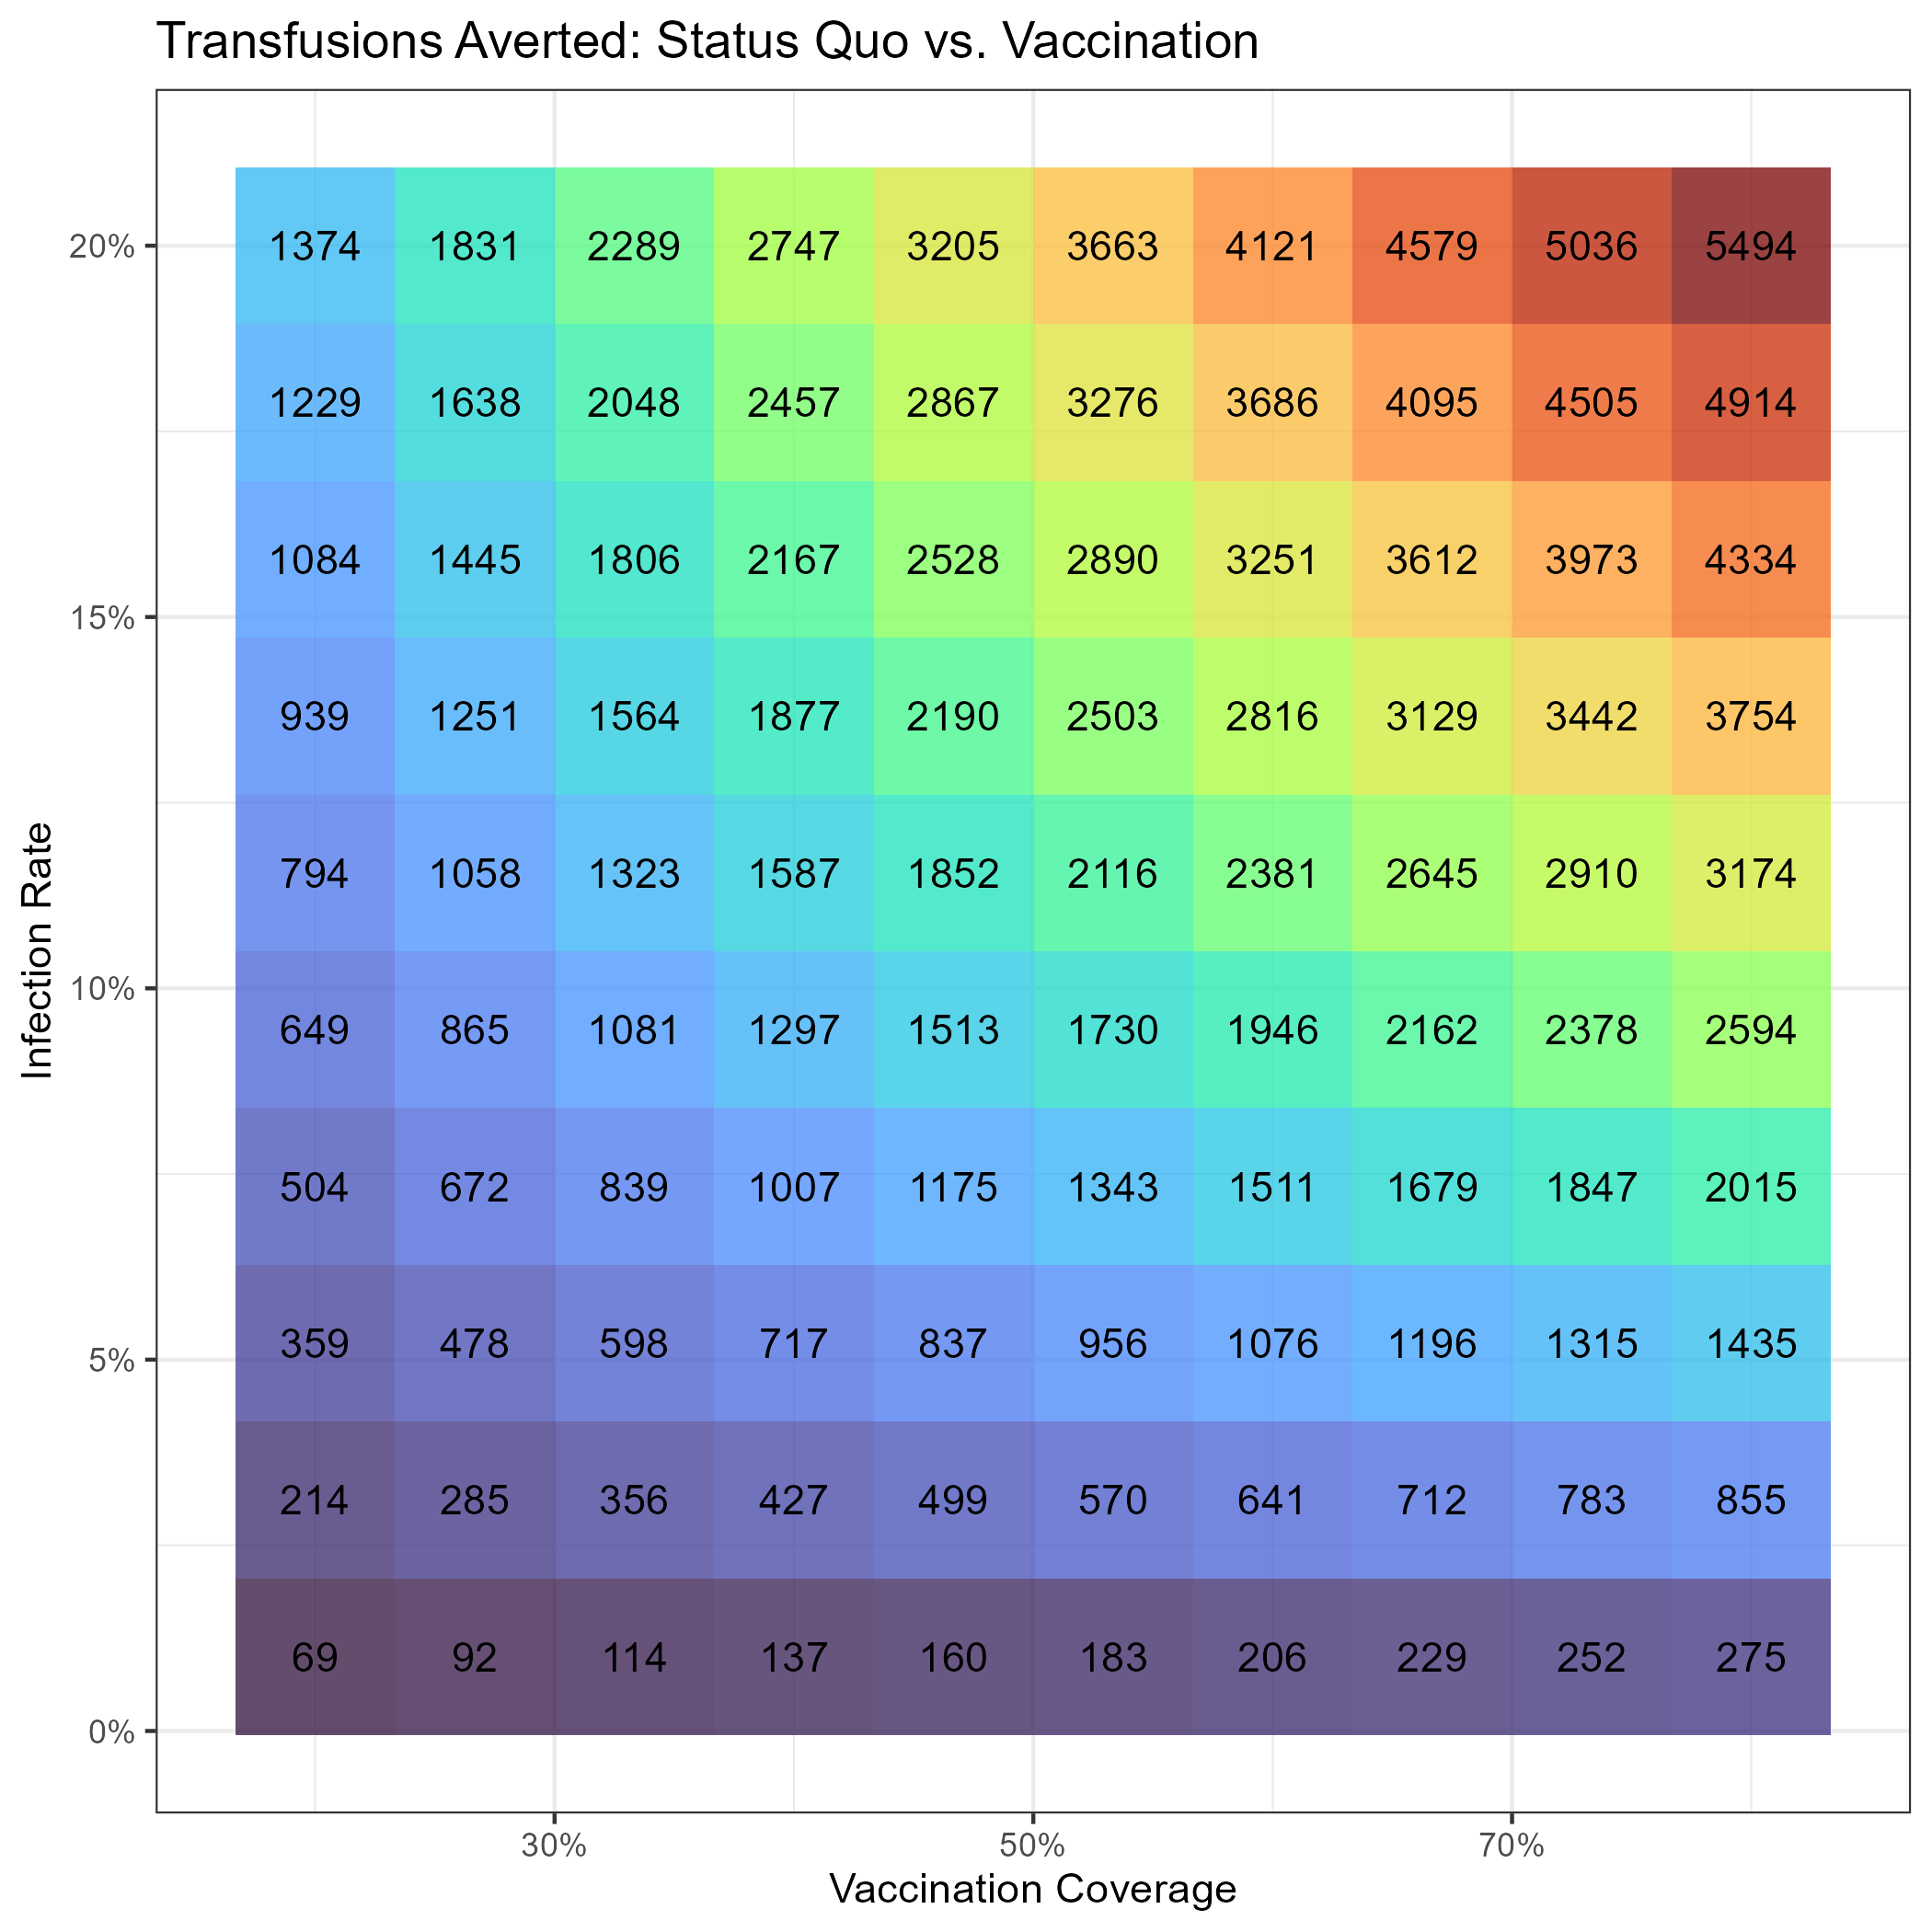 Transfusions Averted: Status Quo vs. Vaccination
20%
1374 1831 2289 2747 3205 3663 4121 4579 5036 5494
1229 1638 2048 2457 2867 3276 3686 4095 4505 4914
1084 1445 1806 2167 2528 2890 3251 3612 3973 4334
15%
939 1251 1564 1877 2190 2503 2816 3129 3442 3754
794 1058 1323 1587 1852 2116 2381 2645 2910 3174
10%
649 865 1081 1297 1513 1730 1946 2162 2378 2594
504 672 839 1007 1175 1343 1511 1679 1847 2015
359 478 598 717 837 956 1076 1196 1315 1435
5%
214 285 356 427 499 570 641 712 783 855
69 92 114 137 160 183 206 229 252 275
0%
Infection Rate
30% 50% 70%
Vaccination Coverage